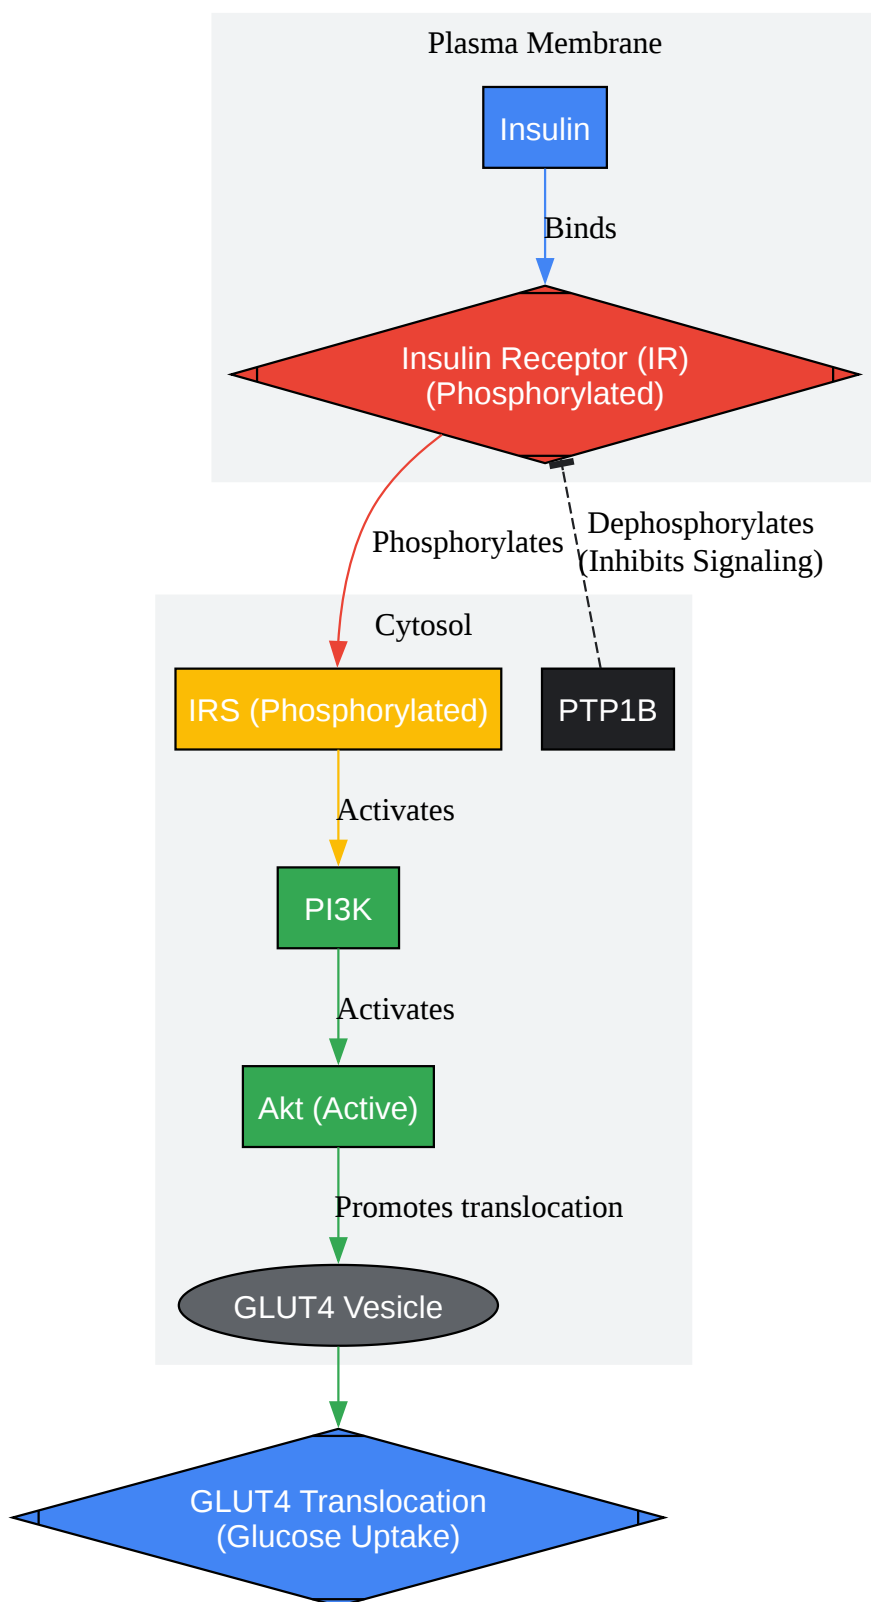 Plasma Membrane
Insulin
Binds
Insulin Receptor (IR)
(Phosphorylated)
Phosphorylates
Dephosphorylates
(Inhibits Signaling)
Cytosol
IRS (Phosphorylated)
PTP1B
Activates
PI3K
Activates
Akt (Active)
Promotes translocation
GLUT4 Vesicle
GLUT4 Translocation
(Glucose Uptake)